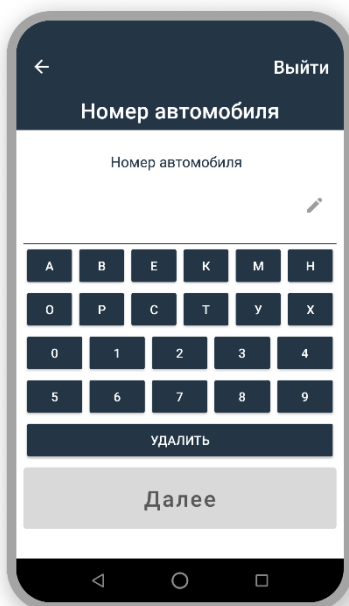 Выйти
Номер автомобиля
Номер автомобиля
А В Е К М Н
О Р С Т У Х
0 1 2 3 4
5 6 7 8 9
УДАЛИТЬ
Далее